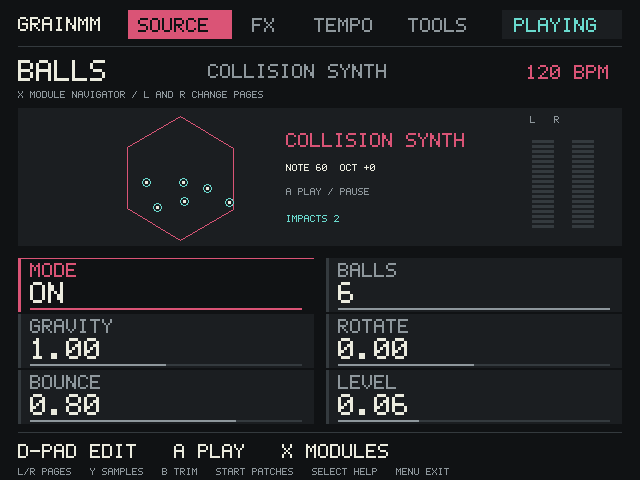 GRAINMM SOURCE FX TEMPO TOOLS PLAYING
BALLS COLLISION SYNTH 120 BPM
X MODULE NAVIGATOR / L AND R CHANGE PAGES
L R
COLLISION SYNTH
NOTE 60 OCT +0
A PLAY / PAUSE
IMPACTS 2
MODE
ON
BALLS
6
GRAVITY
1.00
ROTATE
0.00
BOUNCE
0.80
LEVEL
0.06
D-PAD EDIT A PLAY X MODULES
L/R PAGES Y SAMPLES B TRIM START PATCHES SELECT HELP MENU EXIT